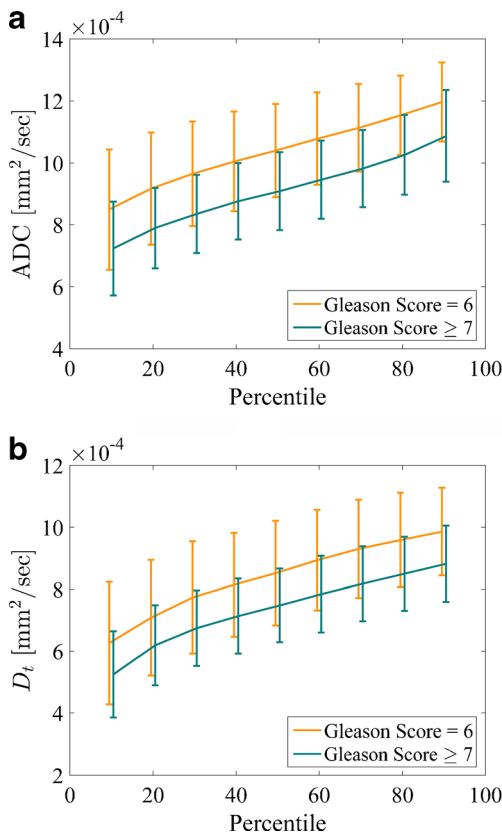 a
×10⁻⁴
14
12
10
8
6
4
ADC [mm²/sec]
Gleason Score = 6
Gleason Score ≥ 7
0 20 40 60 80 100
Percentile
b
×10⁻⁴
12
10
8
6
4
2
Dₜ [mm²/sec]
Gleason Score = 6
Gleason Score ≥ 7
0 20 40 60 80 100
Percentile